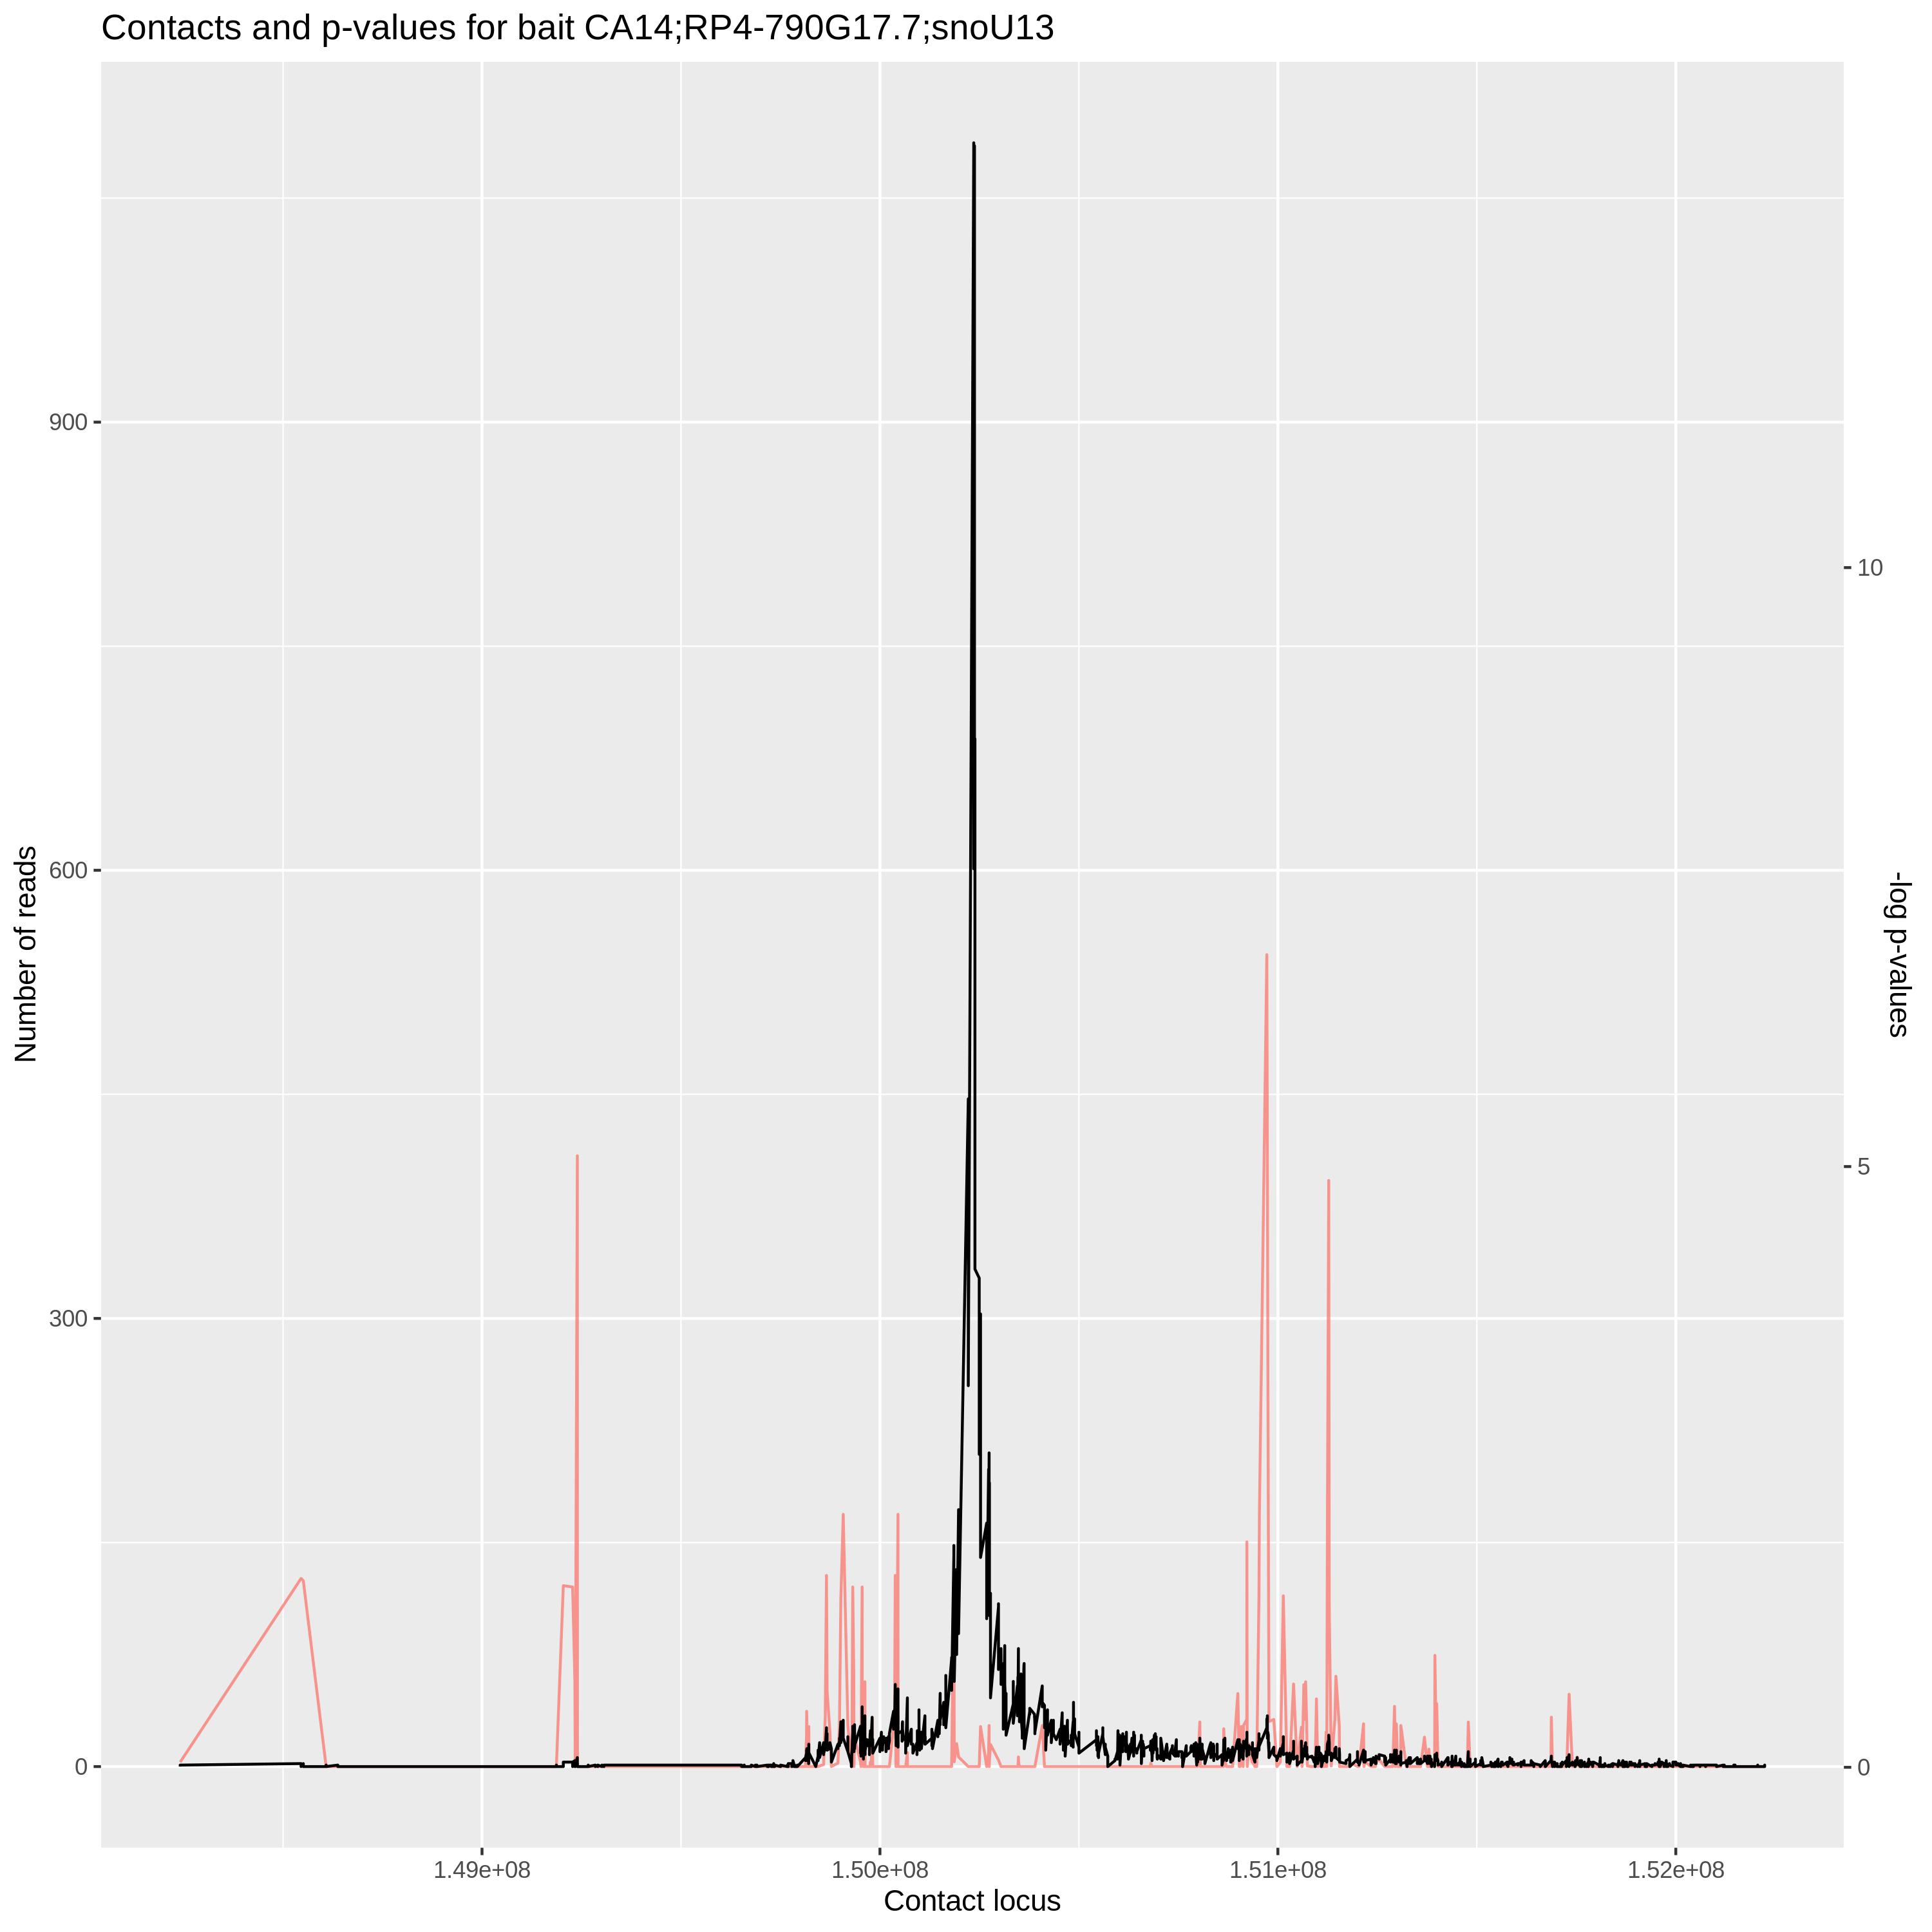 Contacts and p-values for bait CA14;RP4-790G17.7;snoU13
900
600
300
0
Number of reads
10
5
0
-log p-values
1.49e+08
1.50e+08
1.51e+08
1.52e+08
Contact locus